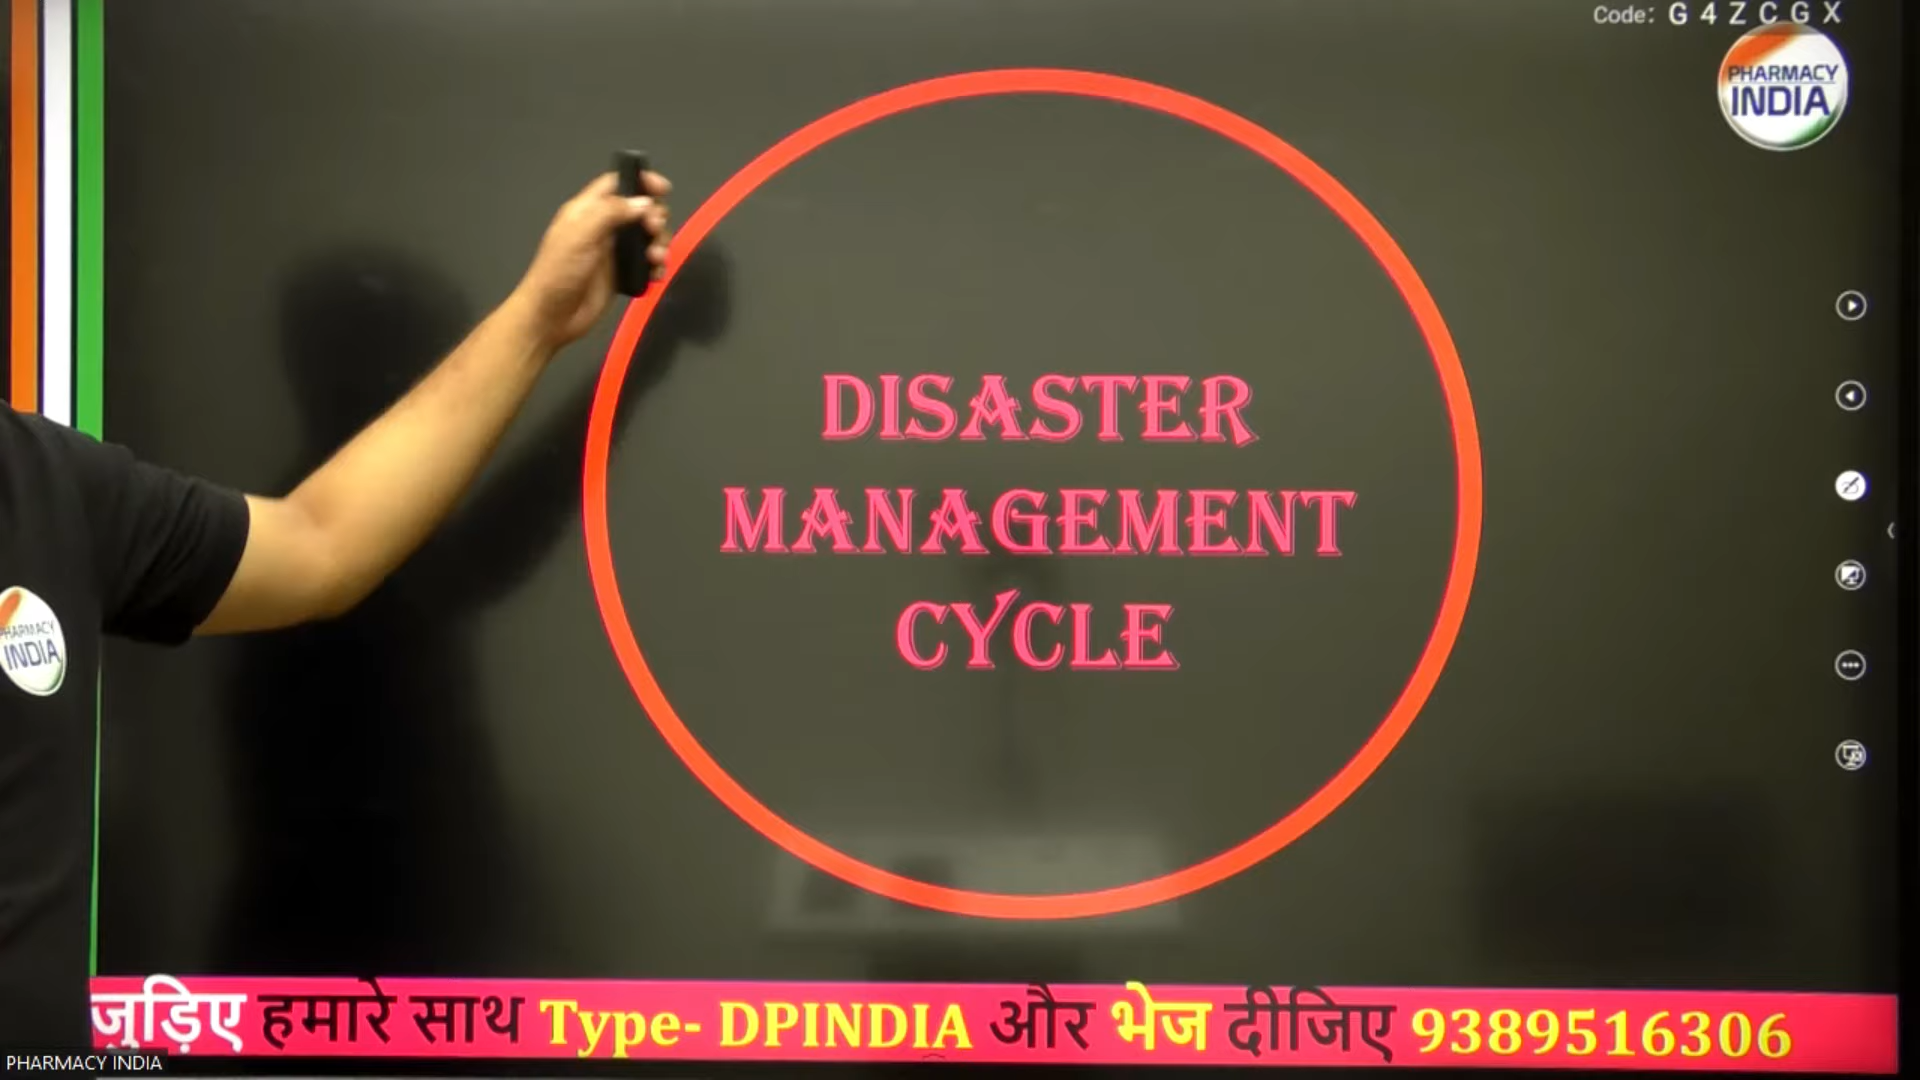 Code: G 4 Z C G X
PHARMACY
INDIA
DISASTER
MANAGEMENT
CYCLE
PHARMACY
INDIA
जुड़िए हमारे साथ Type- DPINDIA और भेज दीजिए 9389516306
PHARMACY INDIA